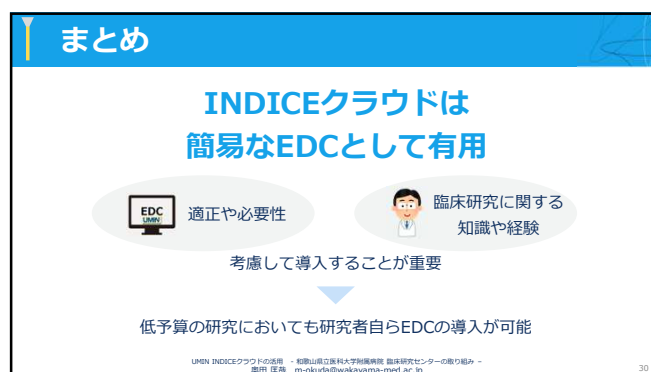 まとめ
INDICEクラウドは
簡易なEDCとして有用
EDC
UMIN
適正や必要性
臨床研究に関する
知識や経験
考慮して導入することが重要
低予算の研究においても研究者自らEDCの導入が可能
UMIN INDICEクラウドの活用 - 和歌山県立医科大学附属病院 臨床研究センターの取り組み –
奥田 匡哉 m-okuda@wakayama-med.ac.jp
30